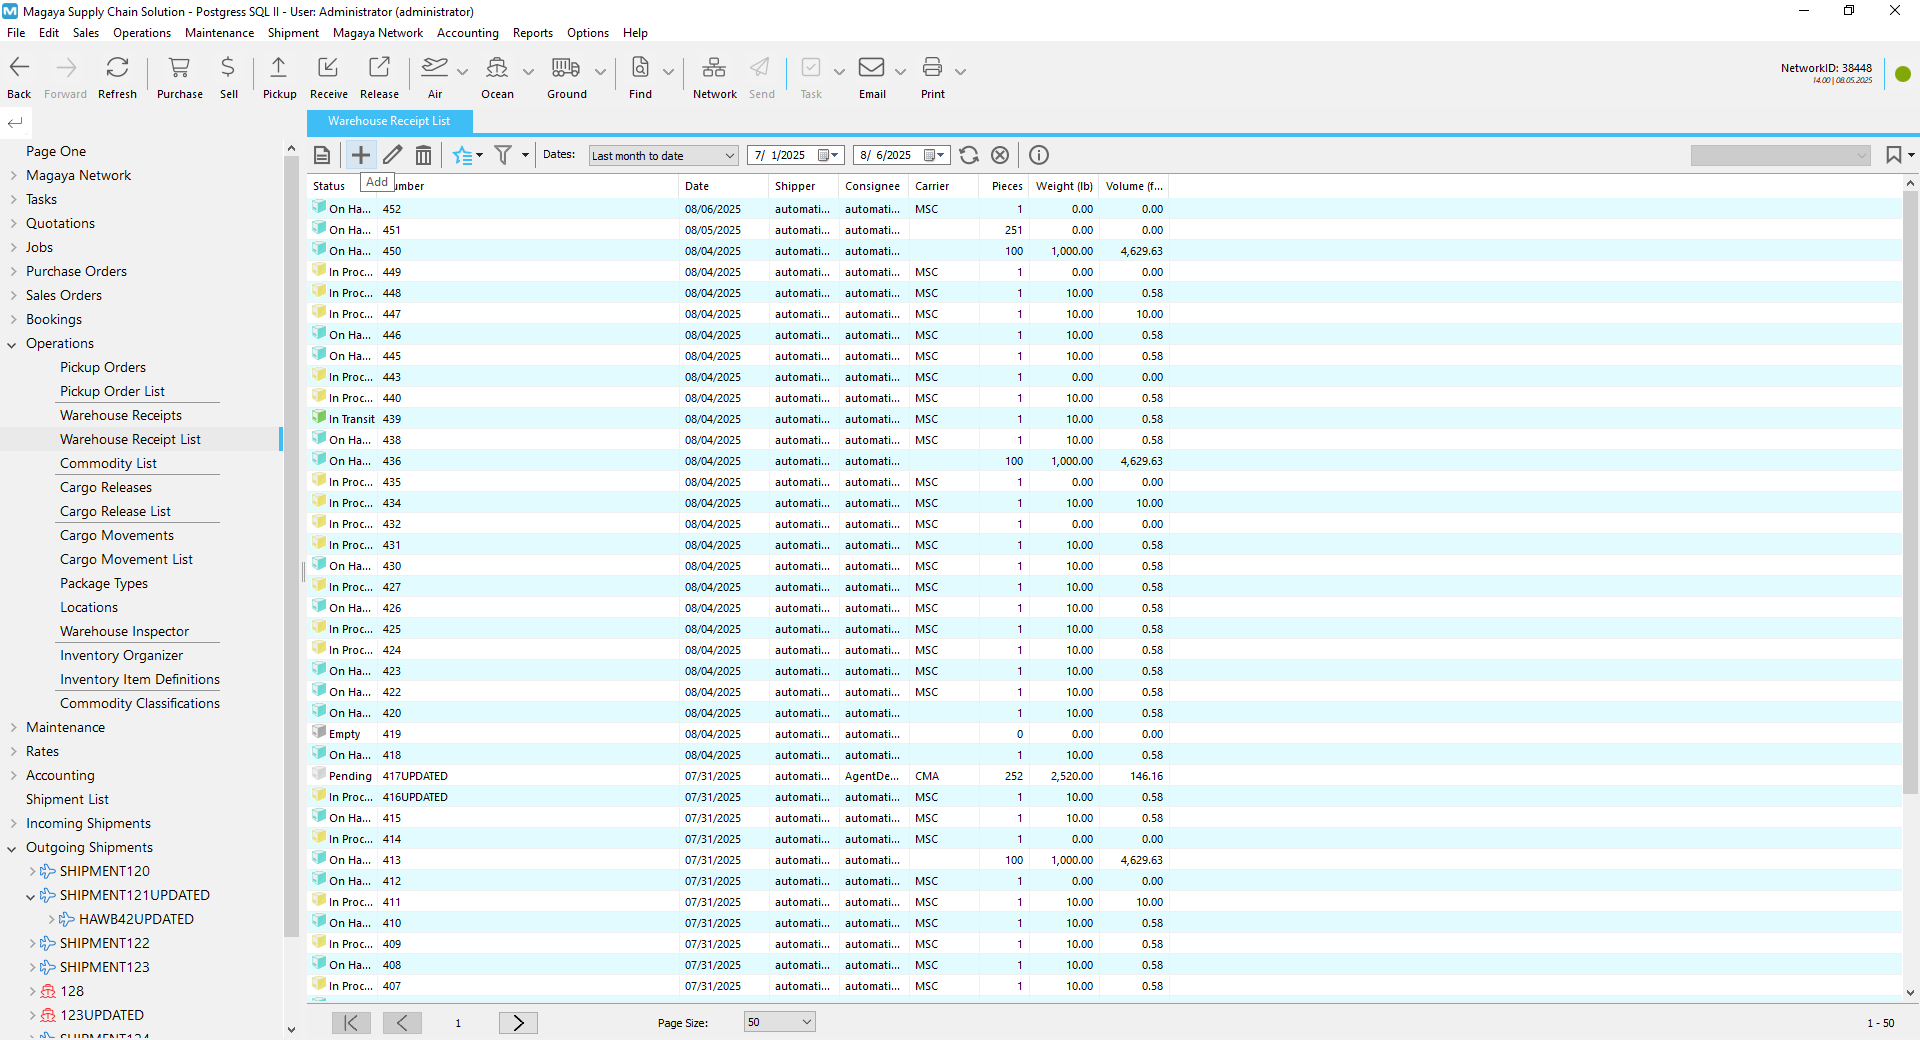 Magaya Supply Chain Solution - Postgress SQL II - User: Administrator (administrator)
File Edit Sales Operations Maintenance Shipment Magaya Network Accounting Reports Options Help
Back Forward Refresh Purchase Sell Pickup Receive Release Air Ocean Ground Find Network Send Task Email Print
NetworkID: 38448
14.00 | 08.05.2025
Warehouse Receipt List
Dates: Last month to date 7/ 1/2025 8/ 6/2025
Add
Page One
Magaya Network
Tasks
Quotations
Jobs
Purchase Orders
Sales Orders
Bookings
Operations
Pickup Orders
Pickup Order List
Warehouse Receipts
Warehouse Receipt List
Commodity List
Cargo Releases
Cargo Release List
Cargo Movements
Cargo Movement List
Package Types
Locations
Warehouse Inspector
Inventory Organizer
Inventory Item Definitions
Commodity Classifications
Maintenance
Rates
Accounting
Shipment List
Incoming Shipments
Outgoing Shipments
SHIPMENT120
SHIPMENT121UPDATED
HAWB42UPDATED
SHIPMENT122
SHIPMENT123
128
123UPDATED
Status umber Date Shipper Consignee Carrier Pieces Weight (lb) Volume (f...
On Ha... 452 08/06/2025 automati... automati... MSC 1 0.00 0.00
On Ha... 451 08/05/2025 automati... automati... 251 0.00 0.00
On Ha... 450 08/04/2025 automati... automati... 100 1,000.00 4,629.63
In Proc... 449 08/04/2025 automati... automati... MSC 1 0.00 0.00
In Proc... 448 08/04/2025 automati... automati... MSC 1 10.00 0.58
In Proc... 447 08/04/2025 automati... automati... MSC 1 10.00 10.00
On Ha... 446 08/04/2025 automati... automati... MSC 1 10.00 0.58
On Ha... 445 08/04/2025 automati... automati... MSC 1 10.00 0.58
In Proc... 443 08/04/2025 automati... automati... MSC 1 0.00 0.00
In Proc... 440 08/04/2025 automati... automati... MSC 1 10.00 0.58
In Transit 439 08/04/2025 automati... automati... MSC 1 10.00 0.58
On Ha... 438 08/04/2025 automati... automati... MSC 1 10.00 0.58
On Ha... 436 08/04/2025 automati... automati... 100 1,000.00 4,629.63
In Proc... 435 08/04/2025 automati... automati... MSC 1 0.00 0.00
In Proc... 434 08/04/2025 automati... automati... MSC 1 10.00 10.00
In Proc... 432 08/04/2025 automati... automati... MSC 1 0.00 0.00
In Proc... 431 08/04/2025 automati... automati... MSC 1 10.00 0.58
On Ha... 430 08/04/2025 automati... automati... MSC 1 10.00 0.58
In Proc... 427 08/04/2025 automati... automati... MSC 1 10.00 0.58
On Ha... 426 08/04/2025 automati... automati... MSC 1 10.00 0.58
In Proc... 425 08/04/2025 automati... automati... MSC 1 10.00 0.58
In Proc... 424 08/04/2025 automati... automati... MSC 1 10.00 0.58
On Ha... 423 08/04/2025 automati... automati... MSC 1 10.00 0.58
On Ha... 422 08/04/2025 automati... automati... MSC 1 10.00 0.58
On Ha... 420 08/04/2025 automati... automati... 1 10.00 0.58
Empty 419 08/04/2025 automati... automati... 0 0.00 0.00
On Ha... 418 08/04/2025 automati... automati... 1 10.00 0.58
Pending 417UPDATED 07/31/2025 automati... AgentDe... CMA 252 2,520.00 146.16
In Proc... 416UPDATED 07/31/2025 automati... automati... MSC 1 10.00 0.58
On Ha... 415 07/31/2025 automati... automati... MSC 1 10.00 0.58
In Proc... 414 07/31/2025 automati... automati... MSC 1 0.00 0.00
On Ha... 413 07/31/2025 automati... automati... 100 1,000.00 4,629.63
On Ha... 412 07/31/2025 automati... automati... MSC 1 0.00 0.00
In Proc... 411 07/31/2025 automati... automati... MSC 1 10.00 10.00
On Ha... 410 07/31/2025 automati... automati... MSC 1 10.00 0.58
In Proc... 409 07/31/2025 automati... automati... MSC 1 10.00 0.58
On Ha... 408 07/31/2025 automati... automati... MSC 1 10.00 0.58
In Proc... 407 07/31/2025 automati... automati... MSC 1 10.00 0.58
1 Page Size: 50 1 - 50